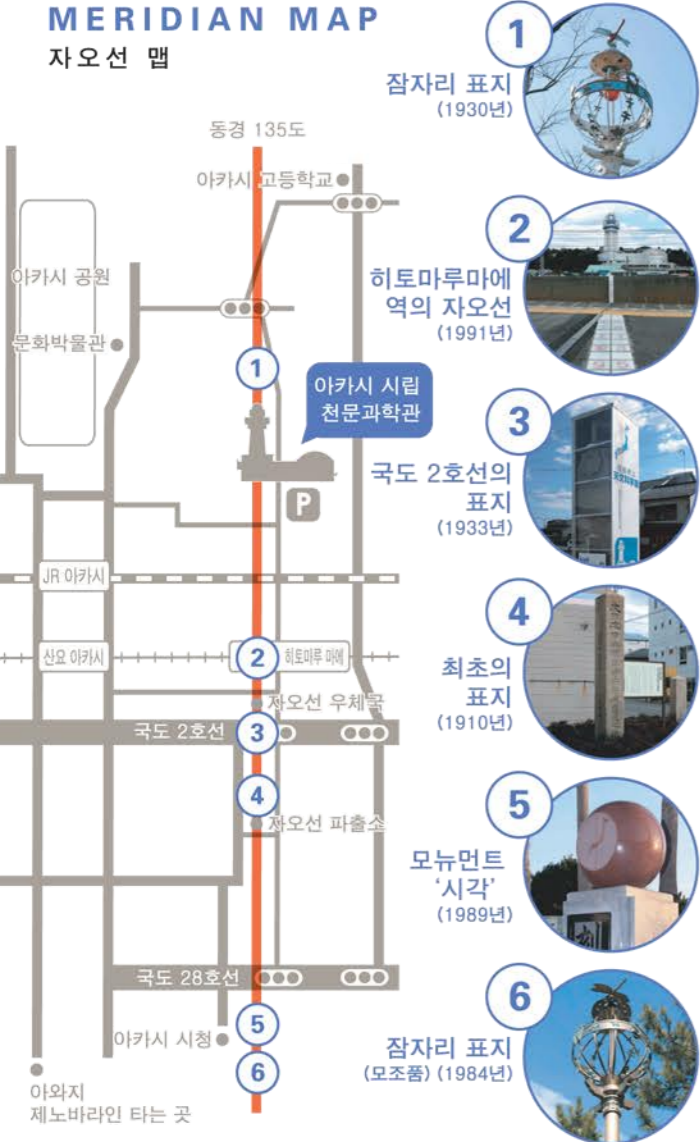 MERIDIAN MAP
자오선 맵
동경 135도
아카시 고등학교
아카시 공원
문화박물관
1
아카시 시립
천문과학관
P
JR 아카시
산요 아카시
2
히토마루 마에
자오선 우체국
국도 2호선
3
4
자오선 파출소
국도 28호선
5
아카시 시청
6
아와지
제노바라인 타는 곳
1
잠자리 표지
(1930년)
2
히토마루마에
역의 자오선
(1991년)
3
국도 2호선의
표지
(1933년)
4
최초의
표지
(1910년)
5
모뉴먼트
‘시각’
(1989년)
6
잠자리 표지
(모조품) (1984년)